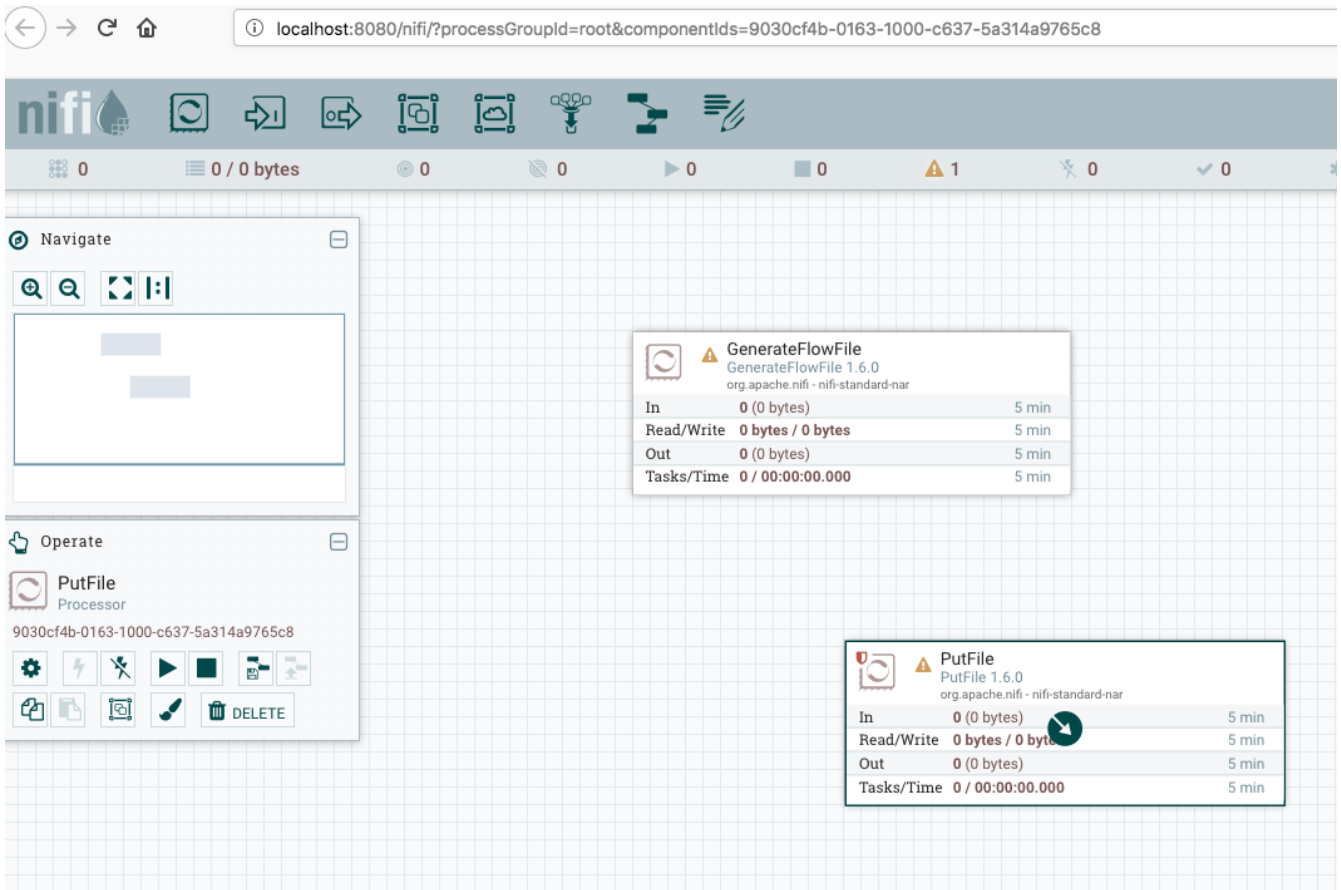 localhost:8080/nifi/?processGroupId=root&componentIds=9030cf4b-0163-1000-c637-5a314a9765c8
nifi
0 0 / 0 bytes 0 0 0 0 1 0 0
Navigate
GenerateFlowFile
GenerateFlowFile 1.6.0
org.apache.nifi - nifi-standard-nar
In 0 (0 bytes) 5 min
Read/Write 0 bytes / 0 bytes 5 min
Out 0 (0 bytes) 5 min
Tasks/Time 0 / 00:00:00.000 5 min
Operate
PutFile
Processor
9030cf4b-0163-1000-c637-5a314a9765c8
DELETE
PutFile
PutFile 1.6.0
org.apache.nifi - nifi-standard-nar
In 0 (0 bytes) 5 min
Read/Write 0 bytes / 0 byte 5 min
Out 0 (0 bytes) 5 min
Tasks/Time 0 / 00:00:00.000 5 min